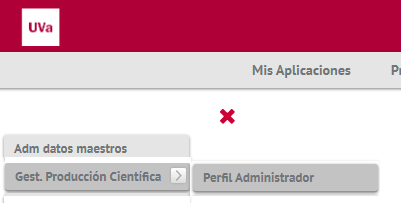 UVa
Mis Aplicaciones
Adm datos maestros
Gest. Producción Científica
Perfil Administrador